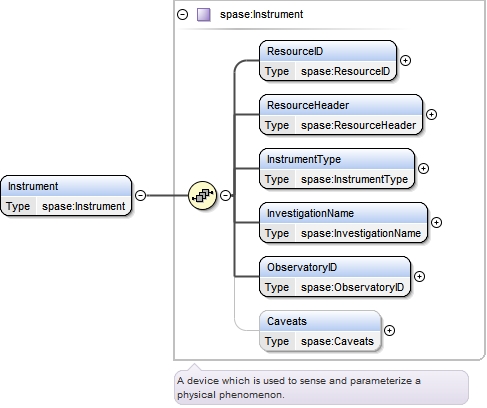 spase:Instrument
ResourceID
Type spase:ResourceID
ResourceHeader
Type spase:ResourceHeader
InstrumentType
Type spase:InstrumentType
Instrument
Type spase:Instrument
InvestigationName
Type spase:InvestigationName
ObservatoryID
Type spase:ObservatoryID
Caveats
Type spase:Caveats
A device which is used to sense and parameterize a
physical phenomenon.